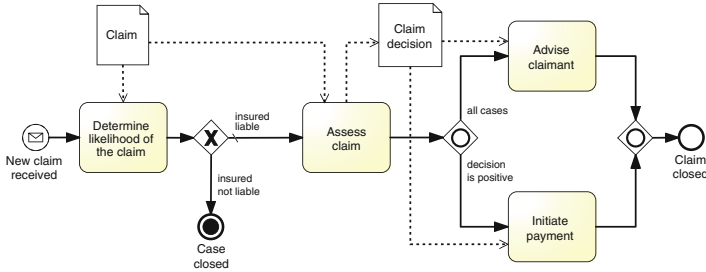 Claim
Claim
decision
Advise
claimant
insured
liable
all cases
Determine
likelihood of
the claim
X
Assess
claim
New claim
received
Claim
closed
insured
not liable
decision
is positive
Initiate
payment
Case
closed